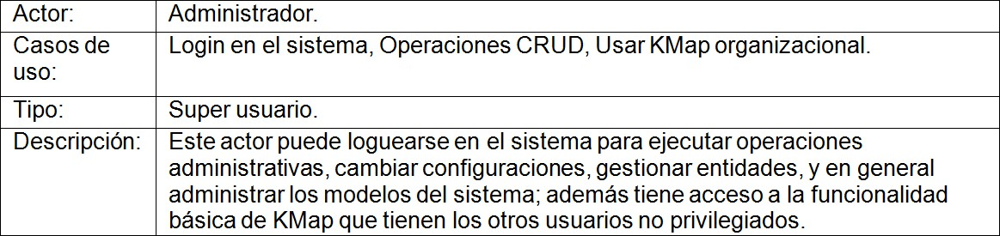 Actor: Administrador.
Casos de uso: Login en el sistema, Operaciones CRUD, Usar KMap organizacional.
Tipo: Super usuario.
Descripción: Este actor puede loguearse en el sistema para ejecutar operaciones
administrativas, cambiar configuraciones, gestionar entidades, y en general
administrar los modelos del sistema; además tiene acceso a la funcionalidad
básica de KMap que tienen los otros usuarios no privilegiados.